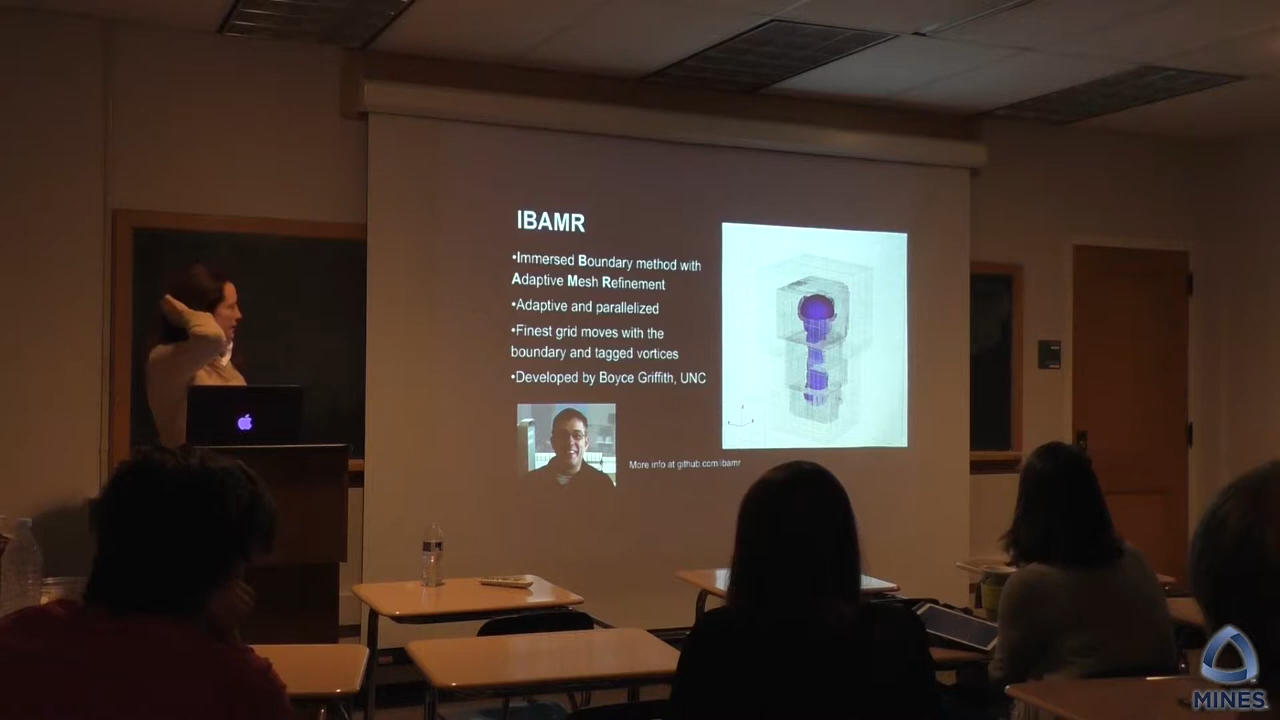 IBAMR
•Immersed Boundary method with
Adaptive Mesh Refinement
•Adaptive and parallelized
•Finest grid moves with the
boundary and tagged vortices
•Developed by Boyce Griffith, UNC
More info at github.com/ibamr
MINES